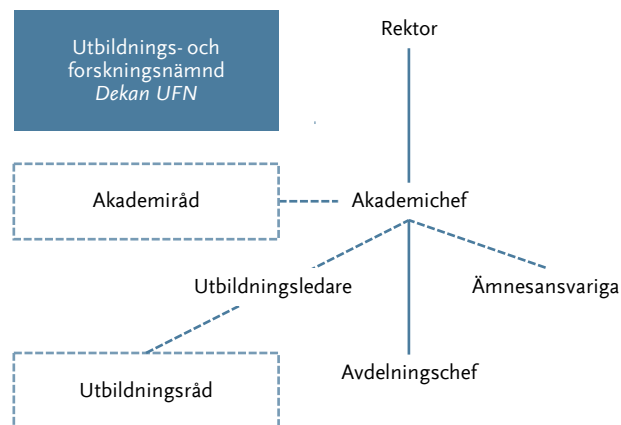 Utbildnings- och
forskningsnämnd
Dekan UFN
Rektor
Akademiråd
Akademichef
Utbildningsledare
Ämnesansvariga
Utbildningsråd
Avdelningschef